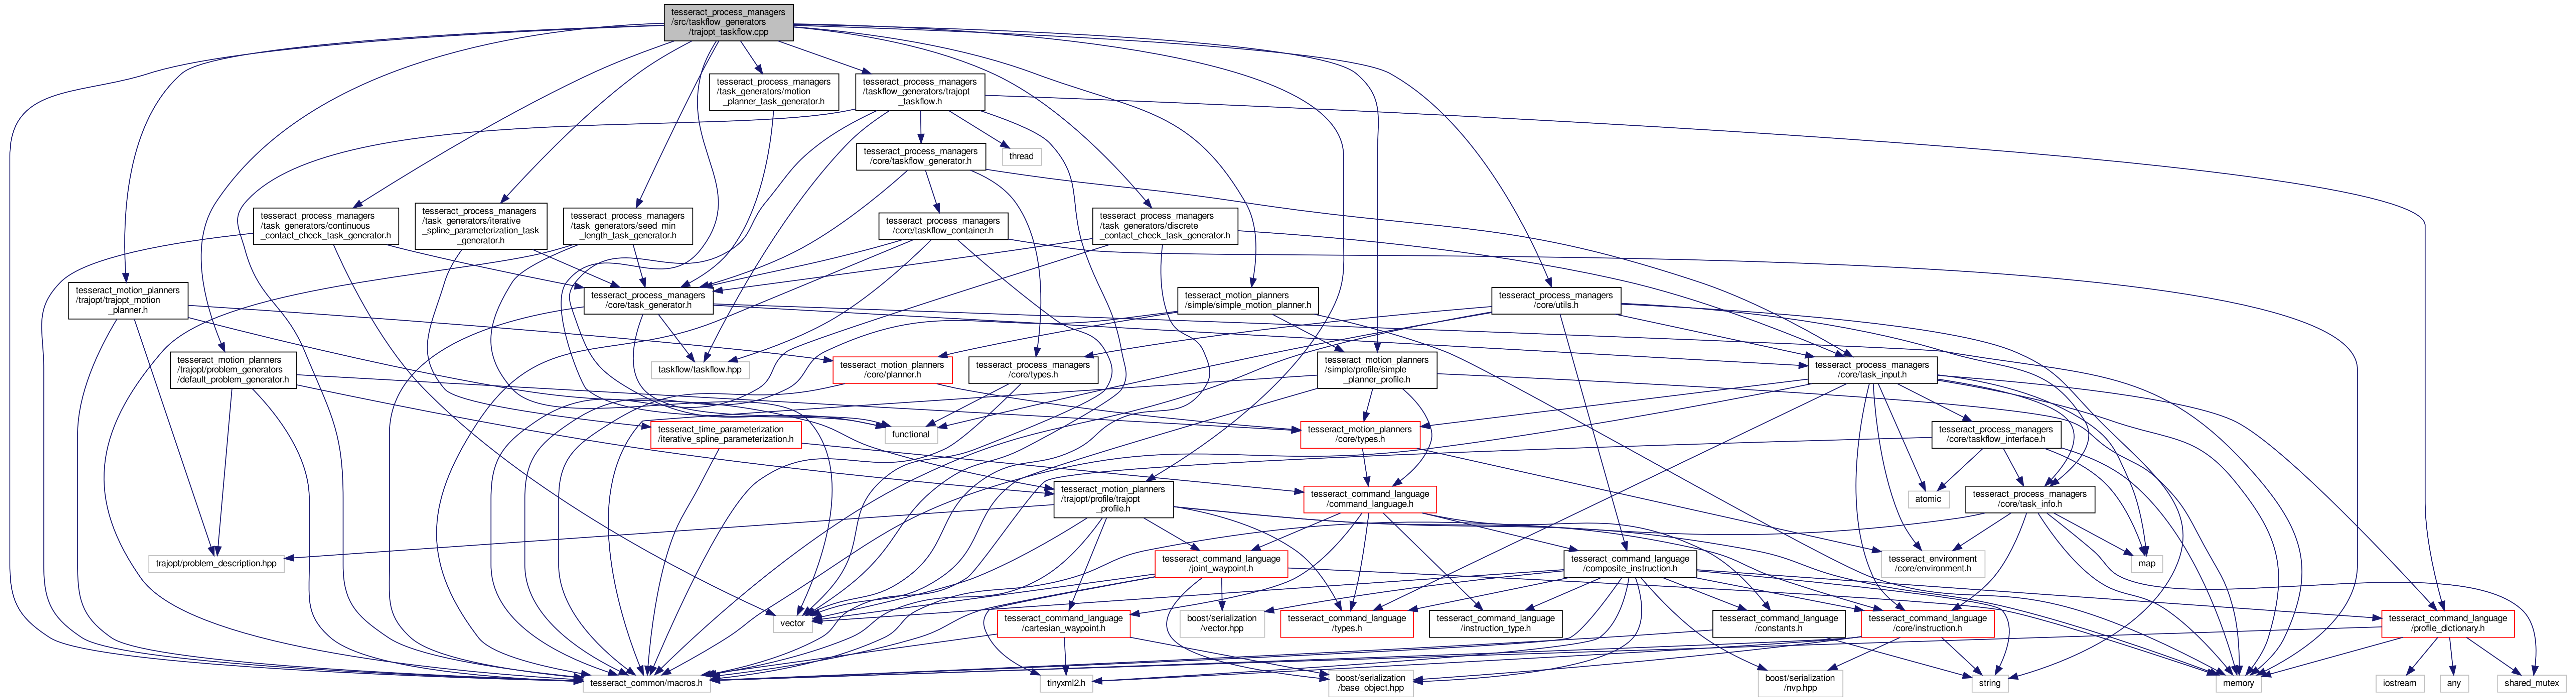 tesseract_process_managers
/src/taskflow_generators
/trajopt_taskflow.cpp
tesseract_process_managers
/task_generators/motion
_planner_task_generator.h
tesseract_process_managers
/taskflow_generators/trajopt
_taskflow.h
tesseract_process_managers
/core/taskflow_generator.h
thread
tesseract_process_managers
/task_generators/continuous
_contact_check_task_generator.h
tesseract_process_managers
/task_generators/iterative
_spline_parameterization_task
_generator.h
tesseract_process_managers
/task_generators/seed_min
_length_task_generator.h
tesseract_process_managers
/core/taskflow_container.h
tesseract_process_managers
/task_generators/discrete
_contact_check_task_generator.h
tesseract_motion_planners
/trajopt/trajopt_motion
_planner.h
tesseract_process_managers
/core/task_generator.h
tesseract_motion_planners
/simple/simple_motion_planner.h
tesseract_process_managers
/core/utils.h
tesseract_motion_planners
/trajopt/problem_generators
/default_problem_generator.h
taskflow/taskflow.hpp
tesseract_motion_planners
/core/planner.h
tesseract_process_managers
/core/types.h
tesseract_motion_planners
/simple/profile/simple
_planner_profile.h
tesseract_process_managers
/core/task_input.h
tesseract_time_parameterization
/iterative_spline_parameterization.h
functional
tesseract_motion_planners
/core/types.h
tesseract_process_managers
/core/taskflow_interface.h
tesseract_motion_planners
/trajopt/profile/trajopt
_profile.h
tesseract_command_language
/command_language.h
atomic
tesseract_process_managers
/core/task_info.h
trajopt/problem_description.hpp
tesseract_command_language
/joint_waypoint.h
tesseract_command_language
/composite_instruction.h
tesseract_environment
/core/environment.h
map
vector
tesseract_command_language
/cartesian_waypoint.h
boost/serialization
/vector.hpp
tesseract_command_language
/types.h
tesseract_command_language
/instruction_type.h
tesseract_command_language
/constants.h
tesseract_command_language
/core/instruction.h
tesseract_command_language
/profile_dictionary.h
tesseract_common/macros.h
tinyxml2.h
boost/serialization
/base_object.hpp
boost/serialization
/nvp.hpp
string
memory
iostream
any
shared_mutex